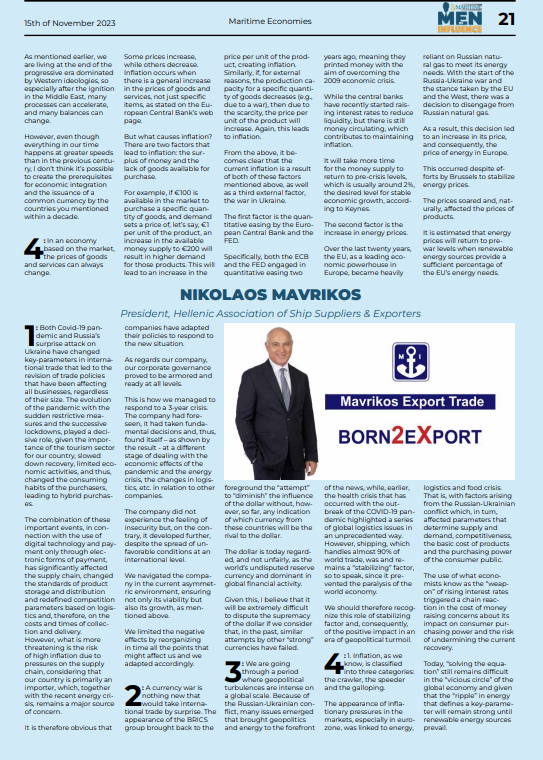 15th of November 2023
Maritime Economies
MARITIME
MEN
INFLUENCE
21
As mentioned earlier, we
are living at the end of the
progressive era dominated
by Western ideologies, so
especially after the ignition
in the Middle East, many
processes can accelerate,
and many balances can
change.
However, even though
everything in our time
happens at greater speeds
than in the previous centu-
ry, I don't think it's possible
to create the prerequisites
for economic integration
and the issuance of a
common currency by the
countries you mentioned
within a decade.
4: In an economy
based on the market,
the prices of goods
and services can always
change.
Some prices increase,
while others decrease.
Inflation occurs when
there is a general increase
in the prices of goods and
services, not just specific
items, as stated on the Eu-
ropean Central Bank's web
page.
But what causes inflation?
There are two factors that
lead to inflation: the sur-
plus of money and the
lack of goods available for
purchase.
For example, if €100 is
available in the market to
purchase a specific quan-
tity of goods, and demand
sets a price of, let's say, €1
per unit of the product, an
increase in the available
money supply to €200 will
result in higher demand
for those products. This will
lead to an increase in the
price per unit of the prod-
uct, creating inflation.
Similarly, if, for external
reasons, the production ca-
pacity for a specific quanti-
ty of goods decreases (e.g.,
due to a war), then due to
the scarcity, the price per
unit of the product will
increase. Again, this leads
to inflation.
From the above, it be-
comes clear that the
current inflation is a result
of both of these factors
mentioned above, as well
as a third external factor,
the war in Ukraine.
The first factor is the quan-
titative easing by the Euro-
pean Central Bank and the
FED.
Specifically, both the ECB
and the FED engaged in
quantitative easing two
years ago, meaning they
printed money with the
aim of overcoming the
2009 economic crisis.
While the central banks
have recently started rais-
ing interest rates to reduce
liquidity, but there is still
money circulating, which
contributes to maintaining
inflation.
It will take more time
for the money supply to
return to pre-crisis levels,
which is usually around 2%,
the desired level for stable
economic growth, accord-
ing to Keynes.
The second factor is the
increase in energy prices.
Over the last twenty years,
the EU, as a leading eco-
nomic powerhouse in
Europe, became heavily
reliant on Russian natu-
ral gas to meet its energy
needs. With the start of the
Russia-Ukraine war and
the stance taken by the EU
and the West, there was a
decision to disengage from
Russian natural gas.
As a result, this decision led
to an increase in its price,
and consequently, the
price of energy in Europe.
This occurred despite ef-
forts by Brussels to stabilize
energy prices.
The prices soared and, nat-
urally, affected the prices of
products.
It is estimated that energy
prices will return to pre-
war levels when renewable
energy sources provide a
sufficient percentage of
the EU's energy needs.
NIKOLAOS MAVRIKOS
President, Hellenic Association of Ship Suppliers & Exporters
1: Both Covid-19 pan-
demic and Russia's
surprise attack on
Ukraine have changed
key-parameters in interna-
tional trade that led to the
revision of trade policies
that have been affecting
all businesses, regardless
of their size. The evolution
of the pandemic with the
sudden restrictive meas-
ures and the successive
lockdowns, played a deci-
sive role, given the impor-
tance of the tourism sector
for our country, slowed
down recovery, limited eco-
nomic activities, and thus,
changed the consuming
habits of the purchasers,
leading to hybrid purchas-
es.
The combination of these
important events, in con-
nection with the use of
digital technology and pay-
ment only through elec-
tronic forms of payment,
has significantly affected
the supply chain, changed
the standards of product
storage and distribution
and redefined competition
parameters based on logis-
tics and, therefore, on the
costs and times of collec-
tion and delivery.
However, what is more
threatening is the risk
of high inflation due to
pressures on the supply
chain, considering that
our country is primarily an
importer, which, together
with the recent energy cri-
sis, remains a major source
of concern.
It is therefore obvious that
companies have adapted
their policies to respond to
the new situation.
As regards our company,
our corporate governance
proved to be armored and
ready at all levels.
This is how we managed to
respond to a 3-year crisis.
The company had fore-
seen, it had taken funda-
mental decisions and, thus,
found itself – as shown by
the result - at a different
stage of dealing with the
economic effects of the
pandemic and the energy
crisis, the changes in logis-
tics, etc. in relation to other
companies.
The company did not
experience the feeling of
insecurity but, on the con-
trary, it developed further,
despite the spread of un-
favorable conditions at an
international level.
We navigated the compa-
ny in the current asymmet-
ric environment, ensuring
not only its viability but
also its growth, as men-
tioned above.
We limited the negative
effects by reorganizing
in time all the points that
might affect us and we
adapted accordingly.
2: A currency war is
nothing new that
would take interna-
tional trade by surprise. The
appearance of the BRICS
group brought back to the
M I
Mavrikos Export Trade
BORN2EXPORT
foreground the "attempt"
to "diminish" the influence
of the dollar without, how-
ever, so far, any indication
of which currency from
these countries will be the
rival to the dollar.
The dollar is today regard-
ed, and not unfairly, as the
world's undisputed reserve
currency and dominant in
global financial activity.
Given this, I believe that it
will be extremely difficult
to dispute the supremacy
of the dollar if we consider
that, in the past, similar
attempts by other "strong"
currencies have failed.
3: We are going
through a period
where geopolitical
turbulences are intense on
a global scale. Because of
the Russian-Ukrainian con-
flict, many issues emerged
that brought geopolitics
and energy to the forefront
of the news, while, earlier,
the health crisis that has
occurred with the out-
break of the COVID-19 pan-
demic highlighted a series
of global logistics issues in
an unprecedented way.
However, shipping, which
handles almost 90% of
world trade, was and re-
mains a "stabilizing" factor,
so to speak, since it pre-
vented the paralysis of the
world economy.
We should therefore recog-
nize this role of stabilizing
factor and, consequently,
of the positive impact in an
era of geopolitical turmoil.
4: 1. Inflation, as we
know, is classified
into three categories:
the crawler, the speeder
and the galloping.
The appearance of infla-
tionary pressures in the
markets, especially in euro-
zone, was linked to energy,
logistics and food crisis.
That is, with factors arising
from the Russian-Ukrainian
conflict which, in turn,
affected parameters that
determine supply and
demand, competitiveness,
the basic cost of products
and the purchasing power
of the consumer public.
The use of what econo-
mists know as the "weap-
on" of rising interest rates
triggered a chain reac-
tion in the cost of money
raising concerns about its
impact on consumer pur-
chasing power and the risk
of undermining the current
recovery.
Today, "solving the equa-
tion" still remains difficult
in the "vicious circle" of the
global economy and given
that the "ripple" in energy
that defines a key-parame-
ter will remain strong until
renewable energy sources
prevail.